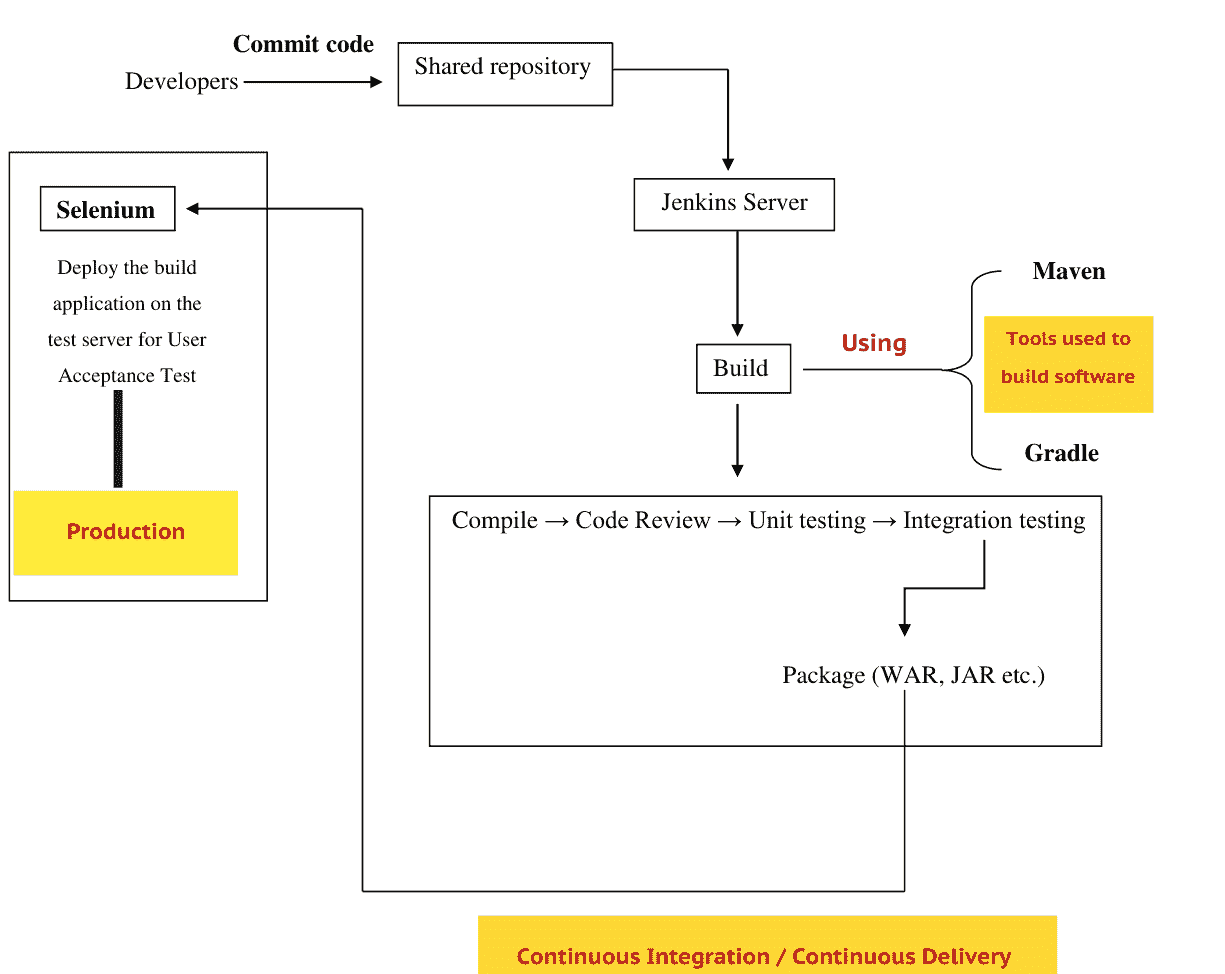 Commit code
Developers
Shared repository
Jenkins Server
Selenium
Deploy the build
application on the
test server for User
Acceptance Test
Production
Build
Using
Maven
Tools used to
build software
Gradle
Compile → Code Review → Unit testing → Integration testing
Package (WAR, JAR etc.)
Continuous Integration / Continuous Delivery